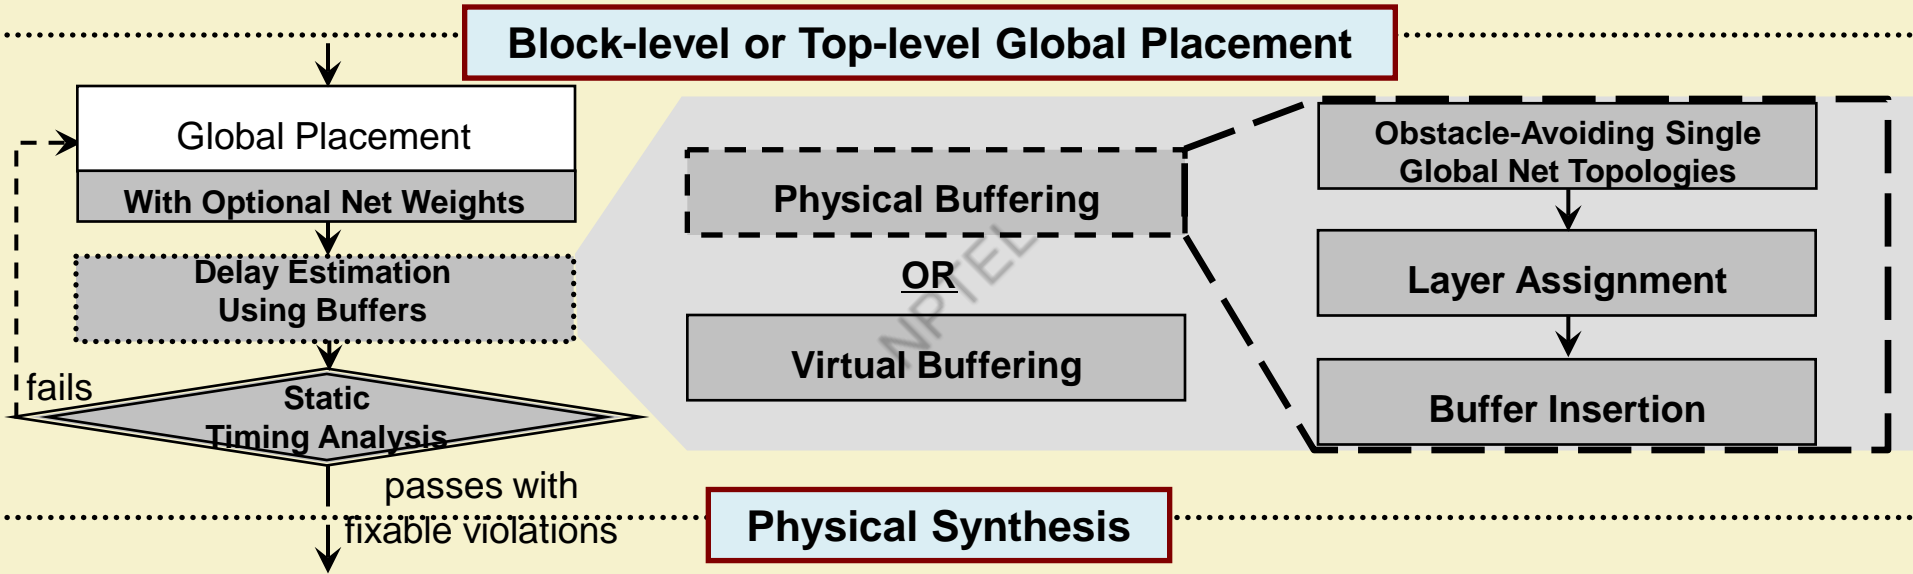 Block-level or Top-level Global Placement
Global Placement
With Optional Net Weights
Delay Estimation
Using Buffers
fails
Static
Timing Analysis
passes with
fixable violations
Physical Buffering
OR
Virtual Buffering
NPTEL
Obstacle-Avoiding Single
Global Net Topologies
Layer Assignment
Buffer Insertion
Physical Synthesis